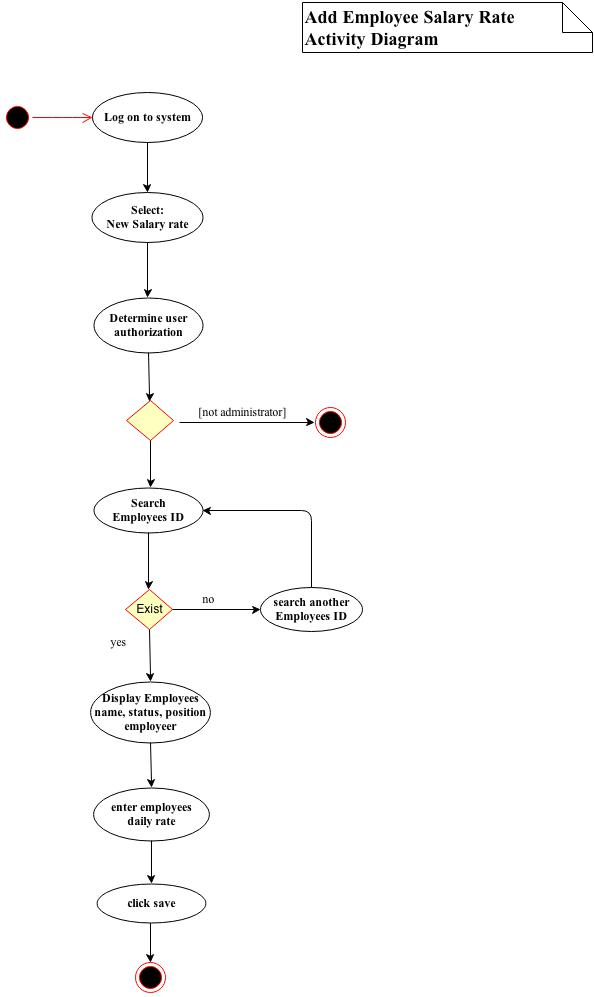 Add Employee Salary Rate
Activity Diagram
Log on to system
Select:
New Salary rate
Determine user
authorization
[not administrator]
Search
Employees ID
Exist
no
search another
Employees ID
yes
Display Employees
name, status, position
employeer
enter employees
daily rate
click save